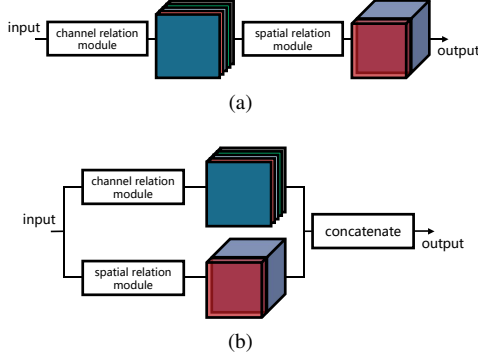 input
channel relation
module
spatial relation
module
output
(a)
channel relation
module
input
concatenate
output
spatial relation
module
(b)